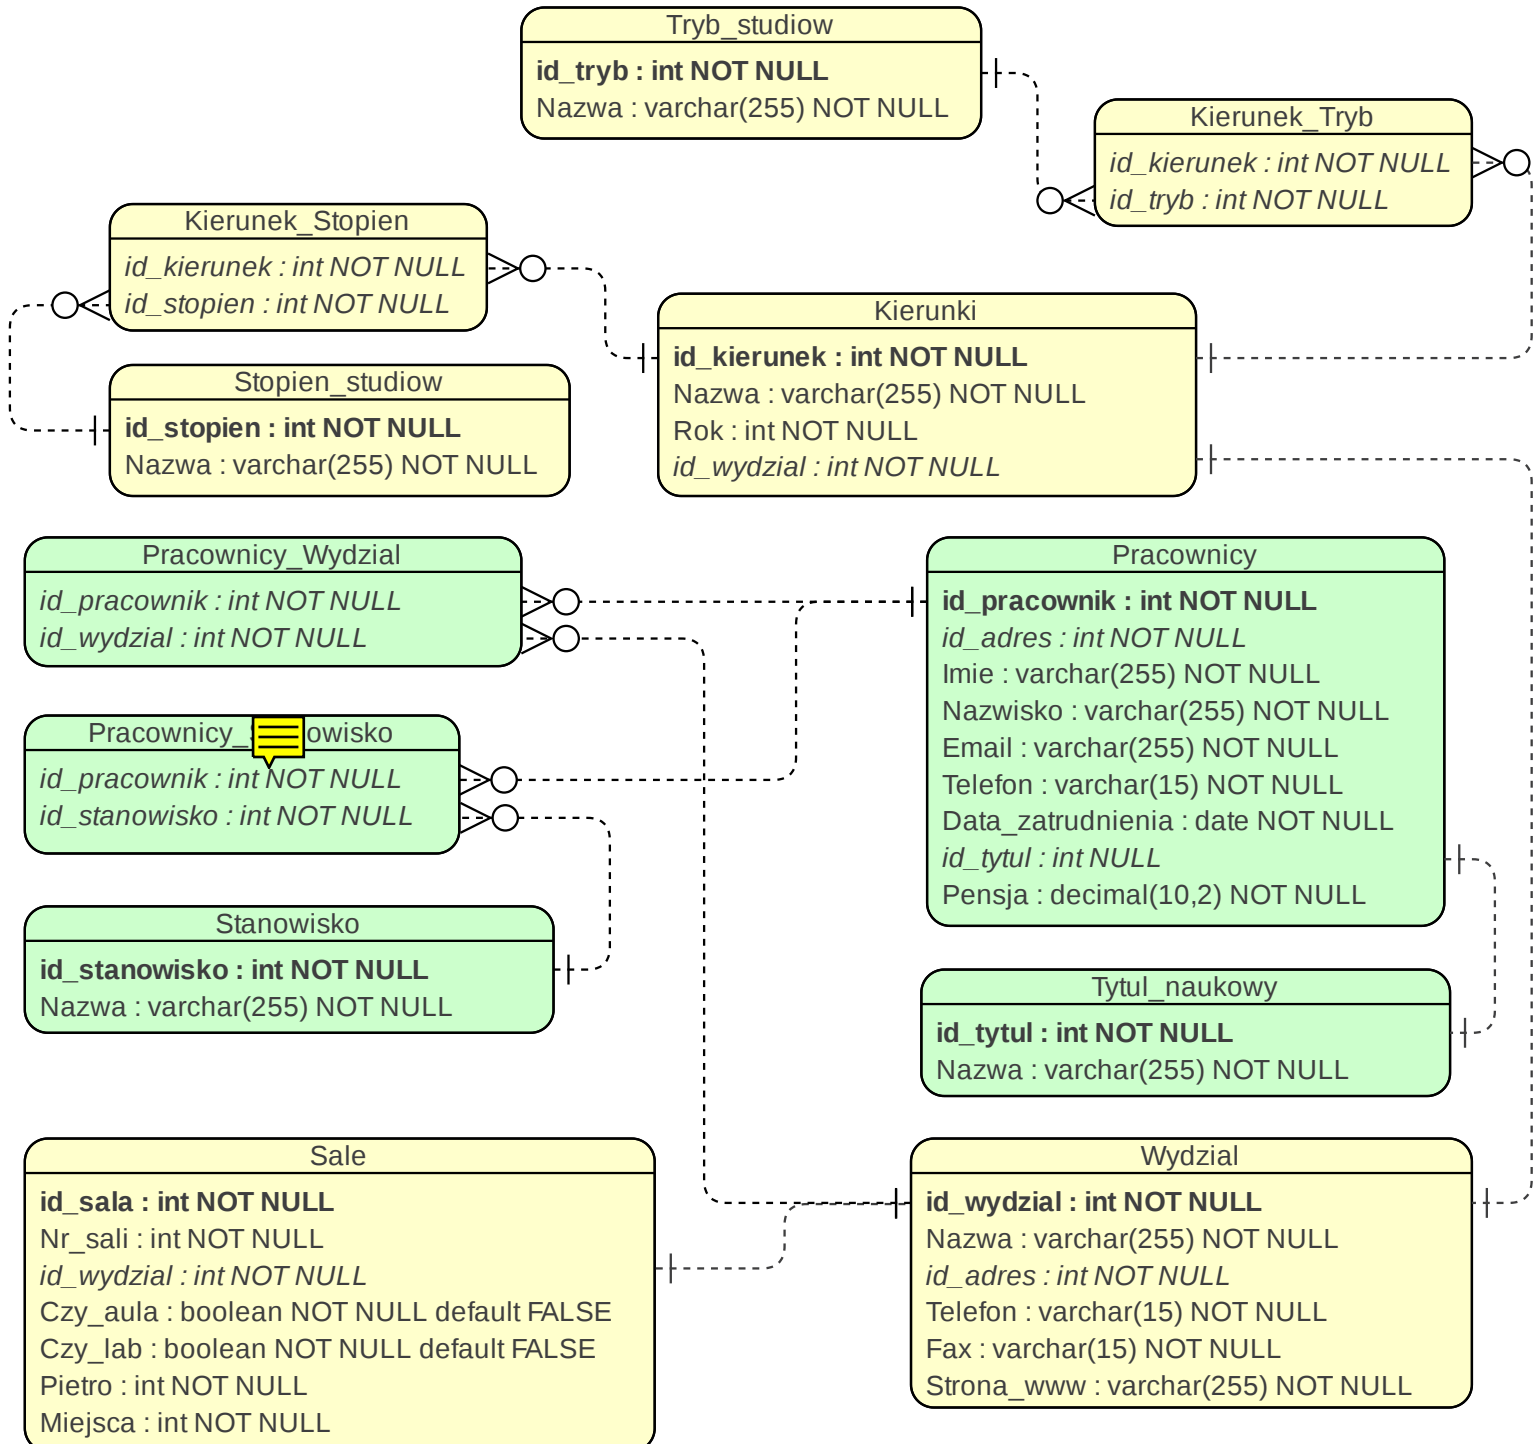 Tryb_studiow
id_tryb : int NOT NULL
Nazwa : varchar(255) NOT NULL
Kierunek_Tryb
id_kierunek : int NOT NULL
id_tryb : int NOT NULL
Kierunek_Stopien
id_kierunek : int NOT NULL
id_stopien : int NOT NULL
Kierunki
id_kierunek : int NOT NULL
Nazwa : varchar(255) NOT NULL
Rok : int NOT NULL
id_wydzial : int NOT NULL
Stopien_studiow
id_stopien : int NOT NULL
Nazwa : varchar(255) NOT NULL
Pracownicy_Wydzial
id_pracownik : int NOT NULL
id_wydzial : int NOT NULL
Pracownicy
id_pracownik : int NOT NULL
id_adres : int NOT NULL
Imie : varchar(255) NOT NULL
Nazwisko : varchar(255) NOT NULL
Email : varchar(255) NOT NULL
Telefon : varchar(15) NOT NULL
Data_zatrudnienia : date NOT NULL
id_tytul : int NULL
Pensja : decimal(10,2) NOT NULL
Pracownicy_ owisko
id_pracownik : int NOT NULL
id_stanowisko : int NOT NULL
Stanowisko
id_stanowisko : int NOT NULL
Nazwa : varchar(255) NOT NULL
Tytul_naukowy
id_tytul : int NOT NULL
Nazwa : varchar(255) NOT NULL
Sale
id_sala : int NOT NULL
Nr_sali : int NOT NULL
id_wydzial : int NOT NULL
Czy_aula : boolean NOT NULL default FALSE
Czy_lab : boolean NOT NULL default FALSE
Pietro : int NOT NULL
Miejsca : int NOT NULL
Wydzial
id_wydzial : int NOT NULL
Nazwa : varchar(255) NOT NULL
id_adres : int NOT NULL
Telefon : varchar(15) NOT NULL
Fax : varchar(15) NOT NULL
Strona_www : varchar(255) NOT NULL